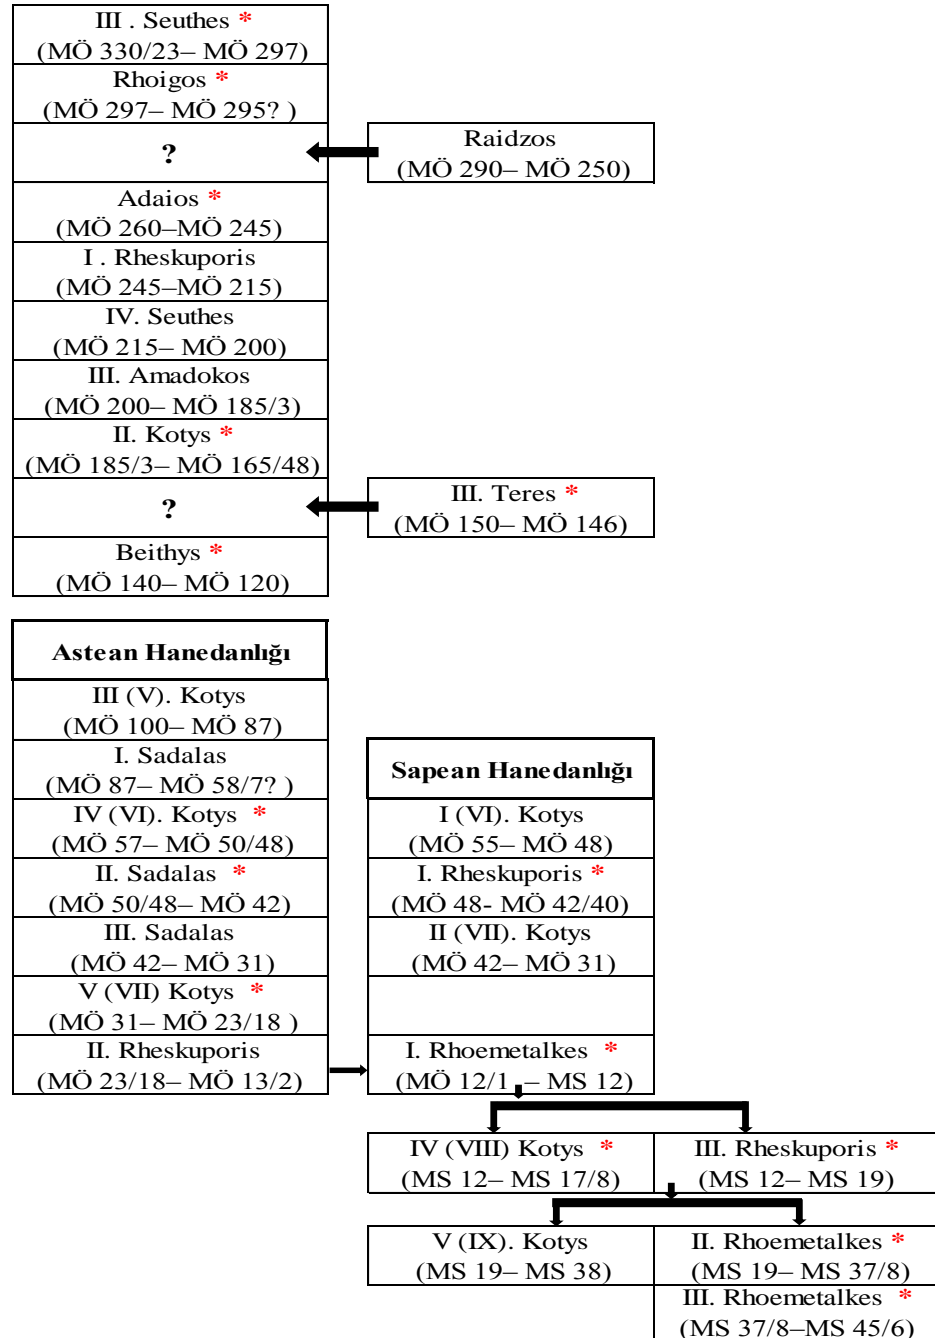 III . Seuthes *
(MÖ 330/23– MÖ 297)
Rhoigos *
(MÖ 297– MÖ 295? )
?
Raidzos
(MÖ 290– MÖ 250)
Adaios *
(MÖ 260–MÖ 245)
I . Rheskuporis
(MÖ 245–MÖ 215)
IV. Seuthes
(MÖ 215– MÖ 200)
III. Amadokos
(MÖ 200– MÖ 185/3)
II. Kotys *
(MÖ 185/3– MÖ 165/48)
?
III. Teres *
(MÖ 150– MÖ 146)
Beithys *
(MÖ 140– MÖ 120)
Astean Hanedanlığı
III (V). Kotys
(MÖ 100– MÖ 87)
I. Sadalas
(MÖ 87– MÖ 58/7? )
IV (VI). Kotys *
(MÖ 57– MÖ 50/48)
II. Sadalas *
(MÖ 50/48– MÖ 42)
III. Sadalas
(MÖ 42– MÖ 31)
V (VII) Kotys *
(MÖ 31– MÖ 23/18 )
II. Rheskuporis
(MÖ 23/18– MÖ 13/2)
Sapean Hanedanlığı
I (VI). Kotys
(MÖ 55– MÖ 48)
I. Rheskuporis *
(MÖ 48- MÖ 42/40)
II (VII). Kotys
(MÖ 42– MÖ 31)
I. Rhoemetalkes *
(MÖ 12/1 – MS 12)
IV (VIII) Kotys *
(MS 12– MS 17/8)
III. Rheskuporis *
(MS 12– MS 19)
V (IX). Kotys
(MS 19– MS 38)
II. Rhoemetalkes *
(MS 19– MS 37/8)
III. Rhoemetalkes *
(MS 37/8–MS 45/6)